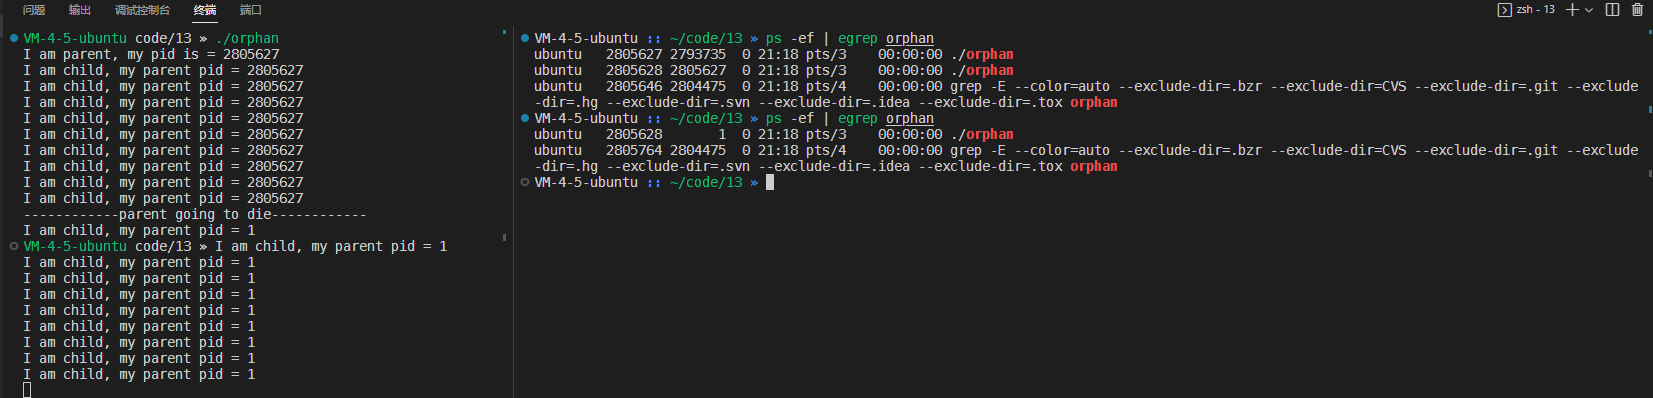 问题 输出 调试控制台 终端 端口
zsh - 13
VM-4-5-ubuntu code/13 » ./orphan
I am parent, my pid is = 2805627
I am child, my parent pid = 2805627
I am child, my parent pid = 2805627
I am child, my parent pid = 2805627
I am child, my parent pid = 2805627
I am child, my parent pid = 2805627
I am child, my parent pid = 2805627
I am child, my parent pid = 2805627
I am child, my parent pid = 2805627
I am child, my parent pid = 2805627
------------parent going to die------------
I am child, my parent pid = 1
VM-4-5-ubuntu code/13 » I am child, my parent pid = 1
I am child, my parent pid = 1
I am child, my parent pid = 1
I am child, my parent pid = 1
I am child, my parent pid = 1
I am child, my parent pid = 1
I am child, my parent pid = 1
I am child, my parent pid = 1
I am child, my parent pid = 1
VM-4-5-ubuntu :: ~/code/13 » ps -ef | egrep orphan
ubuntu   2805627 2793735  0 21:18 pts/3    00:00:00 ./orphan
ubuntu   2805628 2805627  0 21:18 pts/3    00:00:00 ./orphan
ubuntu   2805646 2804475  0 21:18 pts/4    00:00:00 grep -E --color=auto --exclude-dir=.bzr --exclude-dir=CVS --exclude-dir=.git --exclude
-dir=.hg --exclude-dir=.svn --exclude-dir=.idea --exclude-dir=.tox orphan
VM-4-5-ubuntu :: ~/code/13 » ps -ef | egrep orphan
ubuntu   2805628       1  0 21:18 pts/3    00:00:00 ./orphan
ubuntu   2805764 2804475  0 21:18 pts/4    00:00:00 grep -E --color=auto --exclude-dir=.bzr --exclude-dir=CVS --exclude-dir=.git --exclude
-dir=.hg --exclude-dir=.svn --exclude-dir=.idea --exclude-dir=.tox orphan
VM-4-5-ubuntu :: ~/code/13 »